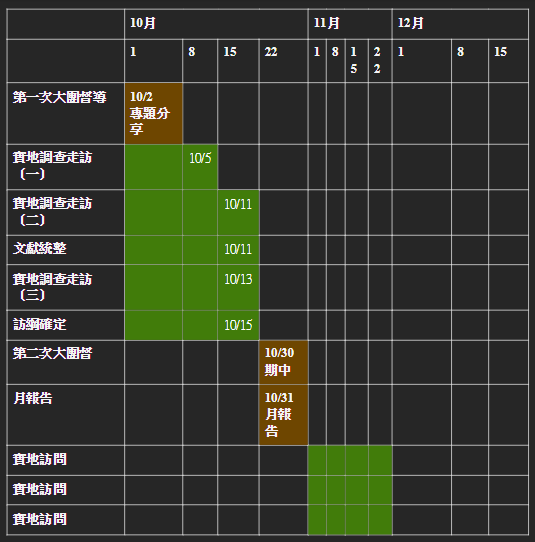 10月 11月 12月
1 8 15 22 1 8 1 2 1 8 15
5 2
第一次大團督導 10/2
專題分
享
實地調查走訪 10/5
（一）
實地調查走訪 10/11
（二）
文獻統整 10/11
實地調查走訪 10/13
（三）
訪綱確定 10/15
第二次大團督 10/30
期中
月報告 10/31
月報
告
實地訪問
實地訪問
實地訪問